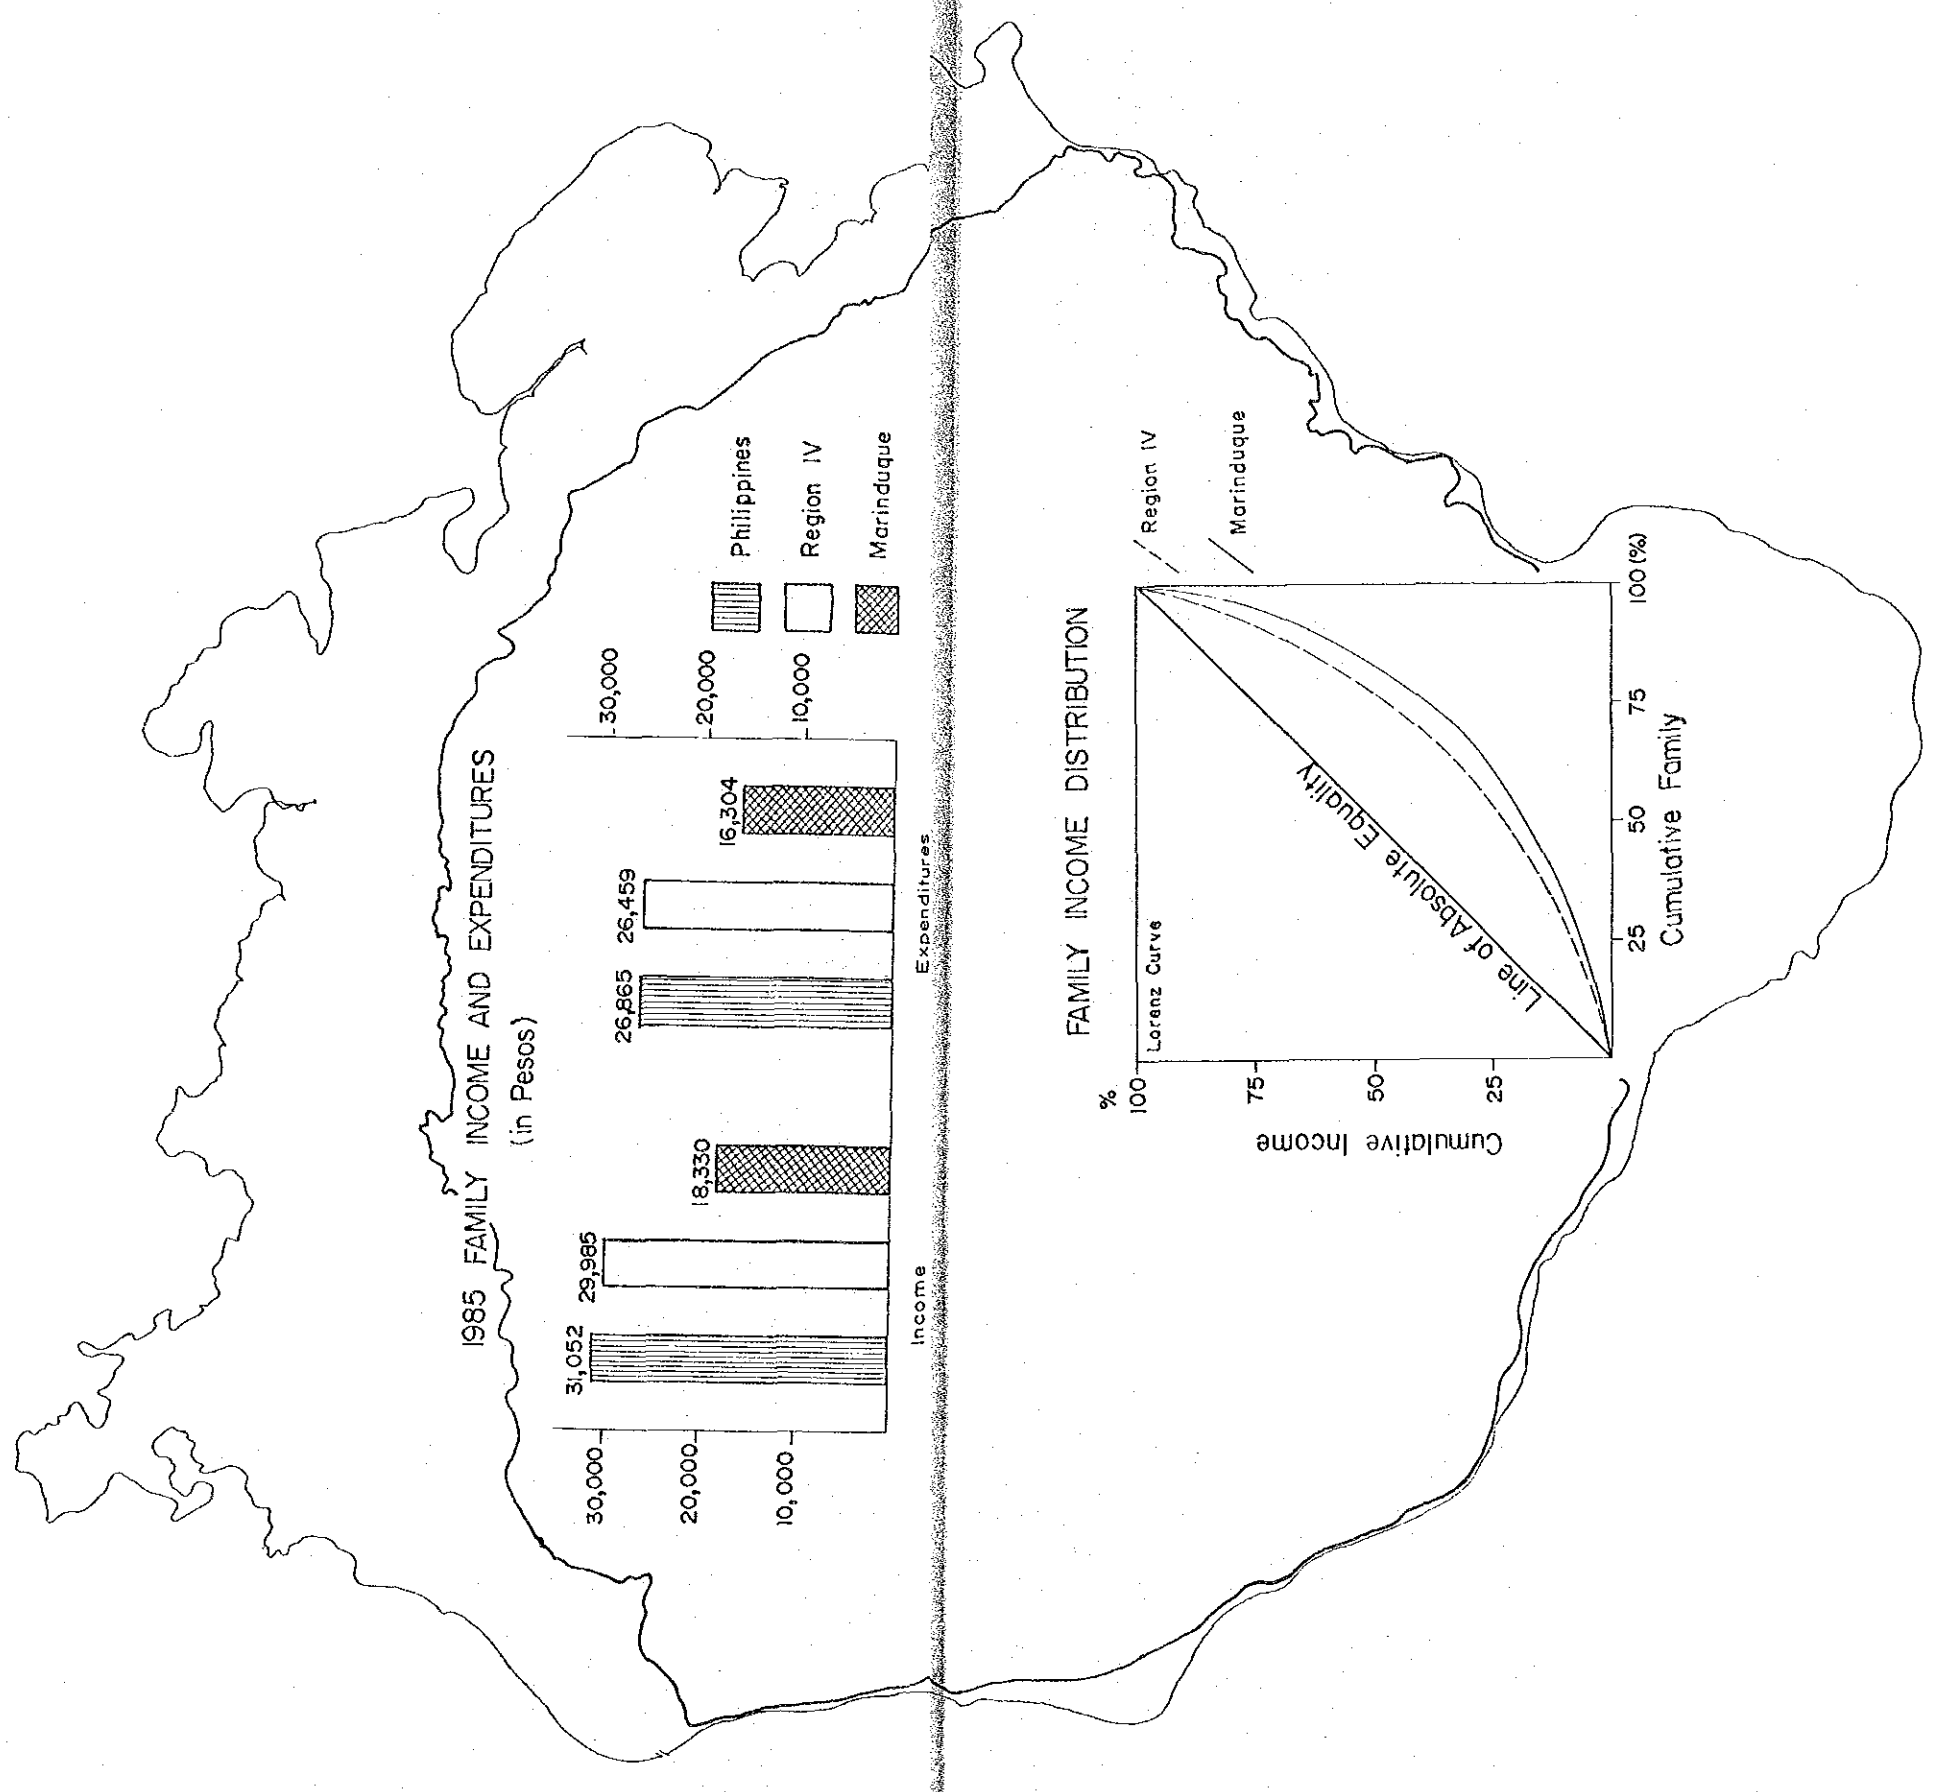 1985 FAMILY INCOME AND EXPENDITURES
(in Pesos)
30,000
20,000
10,000
31,052
29,985
18,330
26,865
26,459
16,304
30,000
20,000
10,000
Income
Expenditures
Philippines
Region IV
Marinduque
FAMILY INCOME DISTRIBUTION
%
100
75
50
25
Cumulative Income
Lorenz Curve
Line of Absolute Equality
25
50
75
100 (%)
Cumulative Family
Region IV
Marinduque